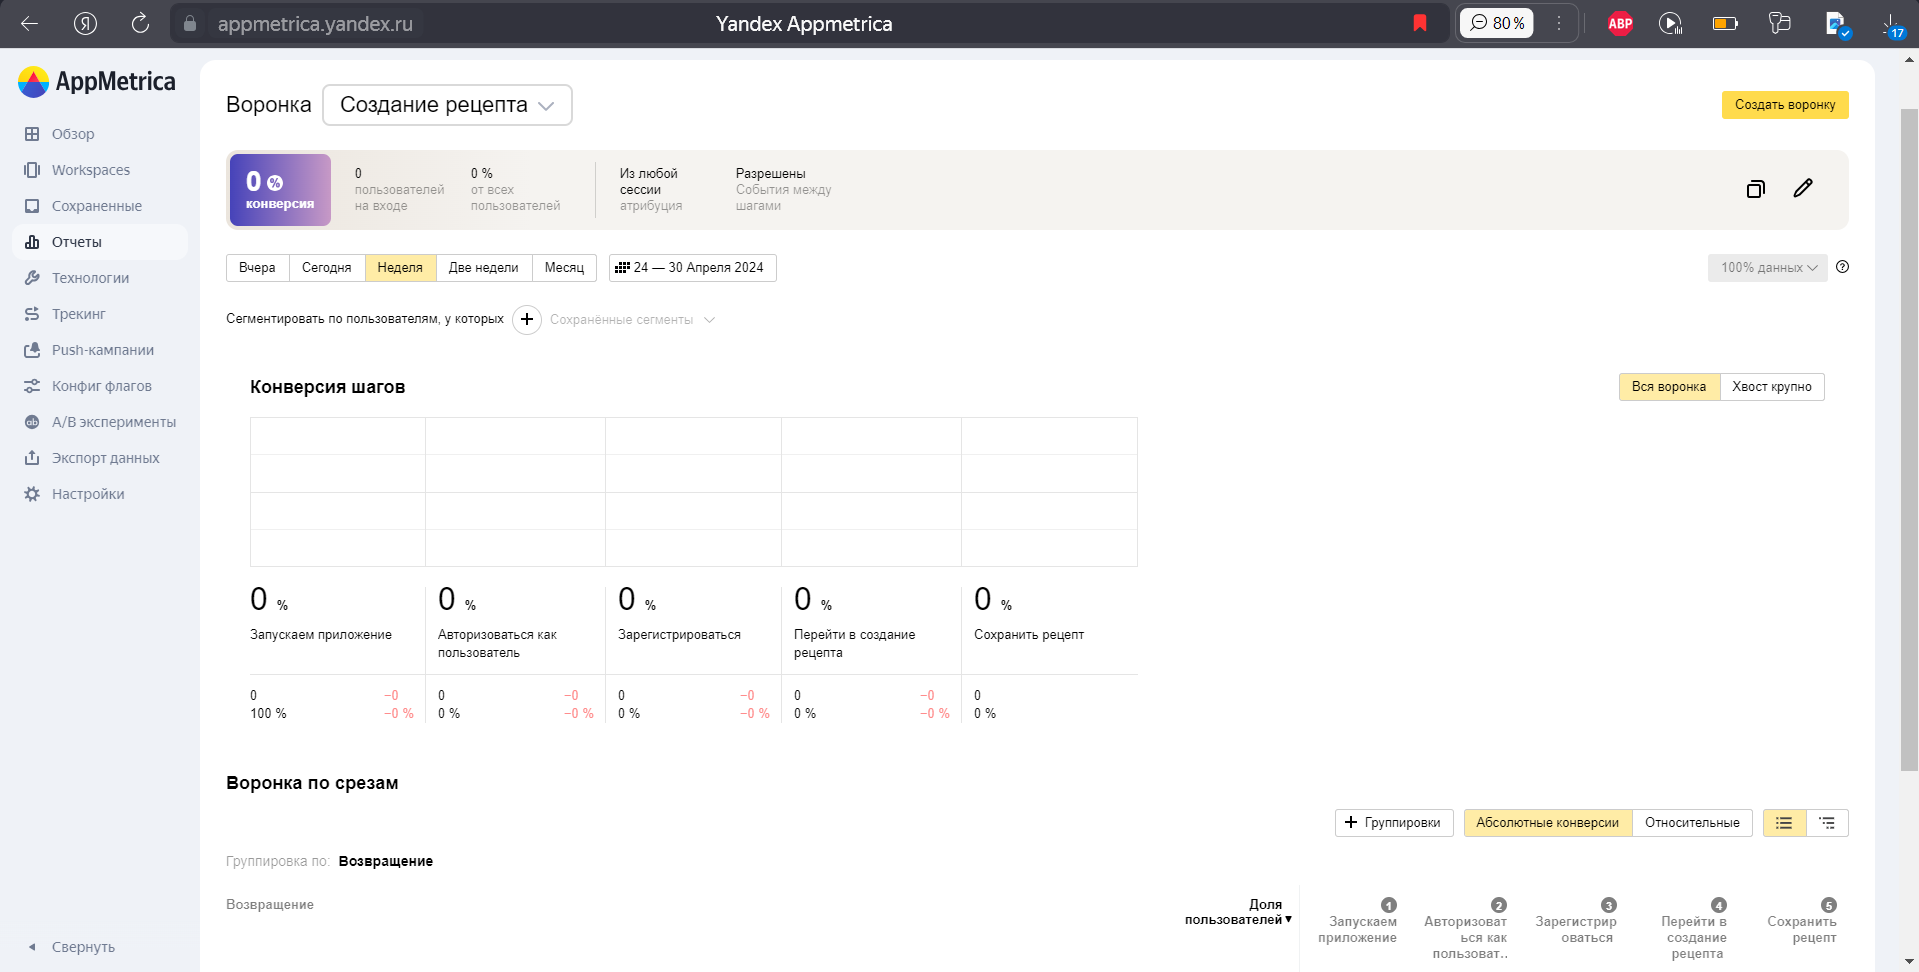 appmetrica.yandex.ru
Yandex Appmetrica
80 %
ABP
17
AppMetrica
Обзор
Workspaces
Сохраненные
Отчеты
Технологии
Трекинг
Push-кампании
Конфиг флагов
A/B эксперименты
Экспорт данных
Настройки
Свернуть
Воронка
Создание рецепта
Создать воронку
0 %
конверсия
0
пользователей
на входе
0 %
от всех
пользователей
Из любой
сессии
атрибуция
Разрешены
События между
шагами
Вчера
Сегодня
Неделя
Две недели
Месяц
24 — 30 Апреля 2024
100% данных
?
Сегментировать по пользователям, у которых
Сохранённые сегменты
Конверсия шагов
Вся воронка
Хвост крупно
0 %
Запускаем приложение
0 −0
100 % −0 %
0 %
Авторизоваться как
пользователь
0 −0
0 % −0 %
0 %
Зарегистрироваться
0 −0
0 % −0 %
0 %
Перейти в создание
рецепта
0 −0
0 % −0 %
0 %
Сохранить рецепт
0
0 %
Воронка по срезам
+ Группировки
Абсолютные конверсии
Относительные
Группировка по: Возвращение
Возвращение
Доля
пользователей ▼
1
Запускаем
приложение
2
Авторизоват
ься как
пользоват..
3
Зарегистрир
оваться
4
Перейти в
создание
рецепта
5
Сохранить
рецепт